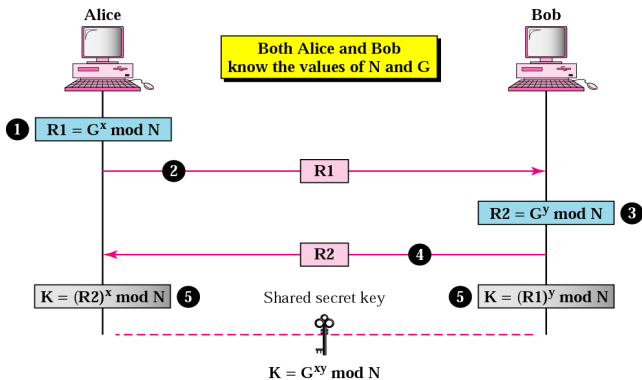 Alice
Bob
Both Alice and Bob
know the values of N and G
1 R1 = Gˣ mod N
2 R1
R2 = Gʸ mod N 3
R2 4
K = (R2)ˣ mod N 5
Shared secret key
5 K = (R1)ʸ mod N
K = Gˣʸ mod N